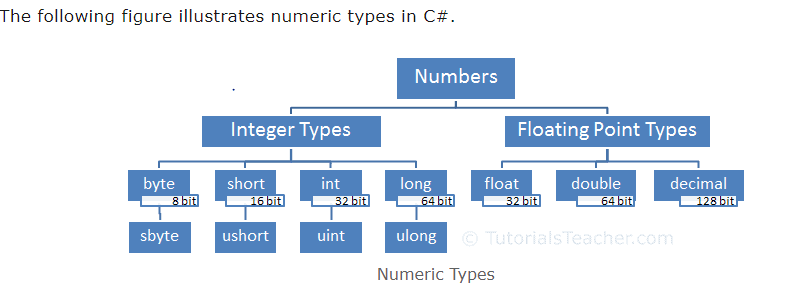 The following figure illustrates numeric types in C#.
Numbers
Integer Types
Floating Point Types
byte
8 bit
short
16 bit
int
32 bit
long
64 bit
float
32 bit
double
64 bit
decimal
128 bit
sbyte
ushort
uint
ulong
© TutorialsTeacher.com
Numeric Types